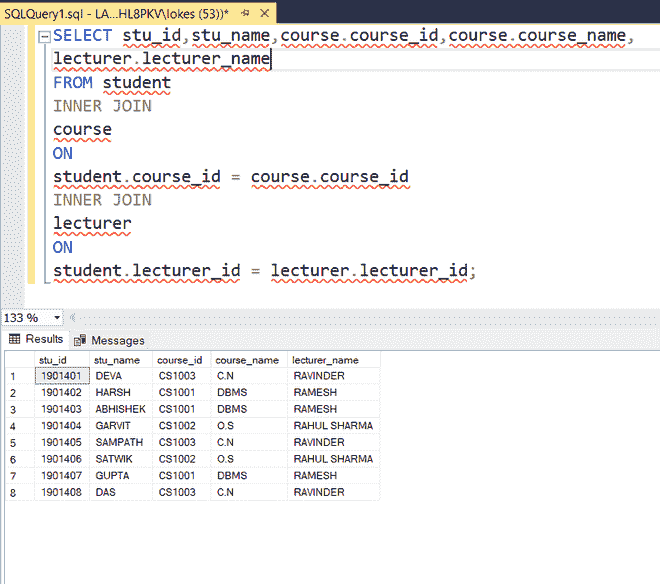 SQLQuery1.sql - LA...HL8PKV\lokes (53))*
SELECT stu_id,stu_name,course.course_id,course.course_name,
lecturer.lecturer_name
FROM student
INNER JOIN
course
ON
student.course_id = course.course_id
INNER JOIN
lecturer
ON
student.lecturer_id = lecturer.lecturer_id;
133 %
Results Messages
stu_id stu_name course_id course_name lecturer_name
1 1901401 DEVA CS1003 C.N RAVINDER
2 1901402 HARSH CS1001 DBMS RAMESH
3 1901403 ABHISHEK CS1001 DBMS RAMESH
4 1901404 GARVIT CS1002 O.S RAHUL SHARMA
5 1901405 SAMPATH CS1003 C.N RAVINDER
6 1901406 SATWIK CS1002 O.S RAHUL SHARMA
7 1901407 GUPTA CS1001 DBMS RAMESH
8 1901408 DAS CS1003 C.N RAVINDER